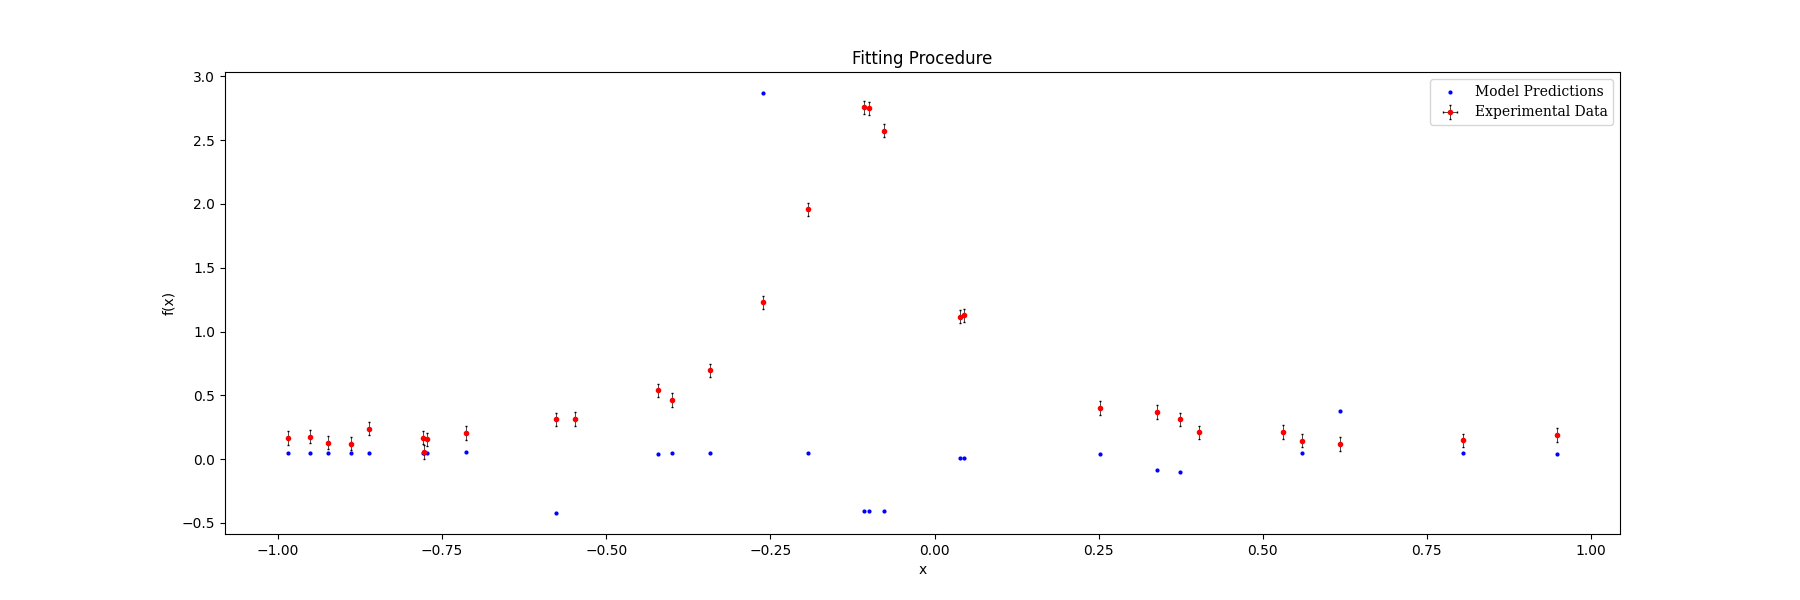 Fitting Procedure
3.0
2.5
2.0
1.5
1.0
0.5
0.0
−0.5
f(x)
Model Predictions
Experimental Data
−1.00 −0.75 −0.50 −0.25 0.00 0.25 0.50 0.75 1.00
x